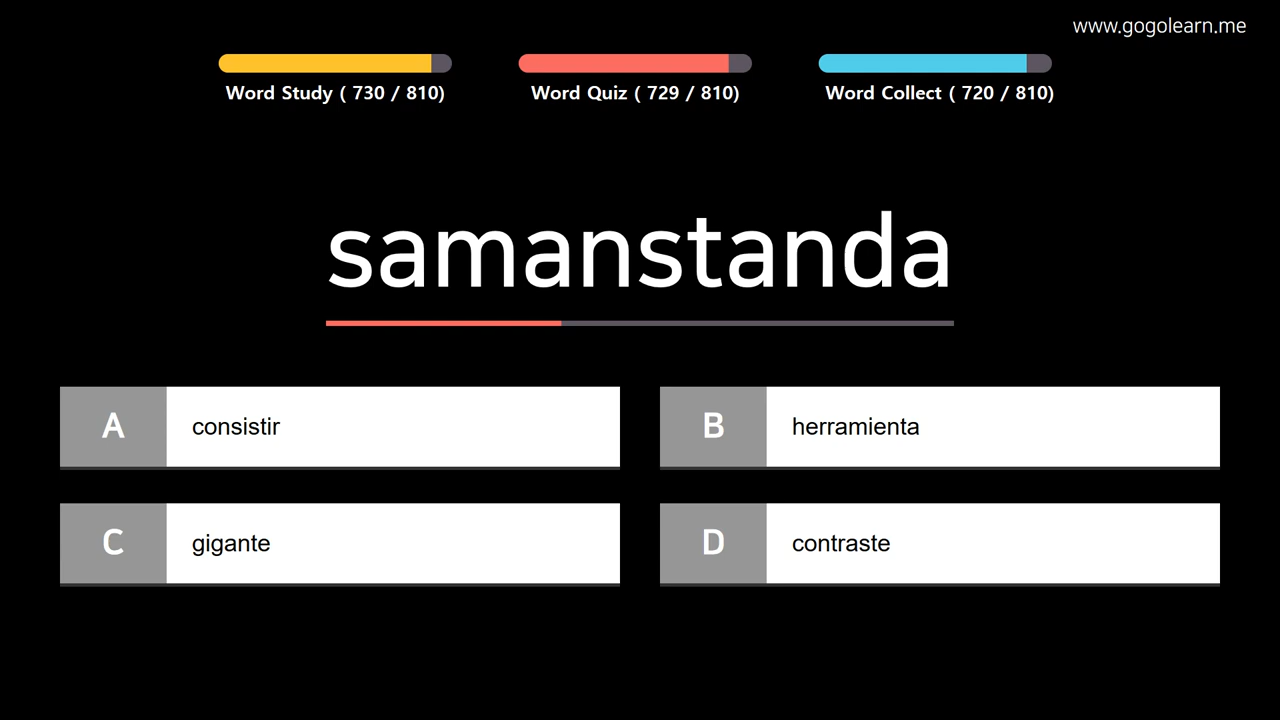 www.gogolearn.me
Word Study ( 730 / 810)
Word Quiz ( 729 / 810)
Word Collect ( 720 / 810)
samanstanda
A consistir
B herramienta
C gigante
D contraste